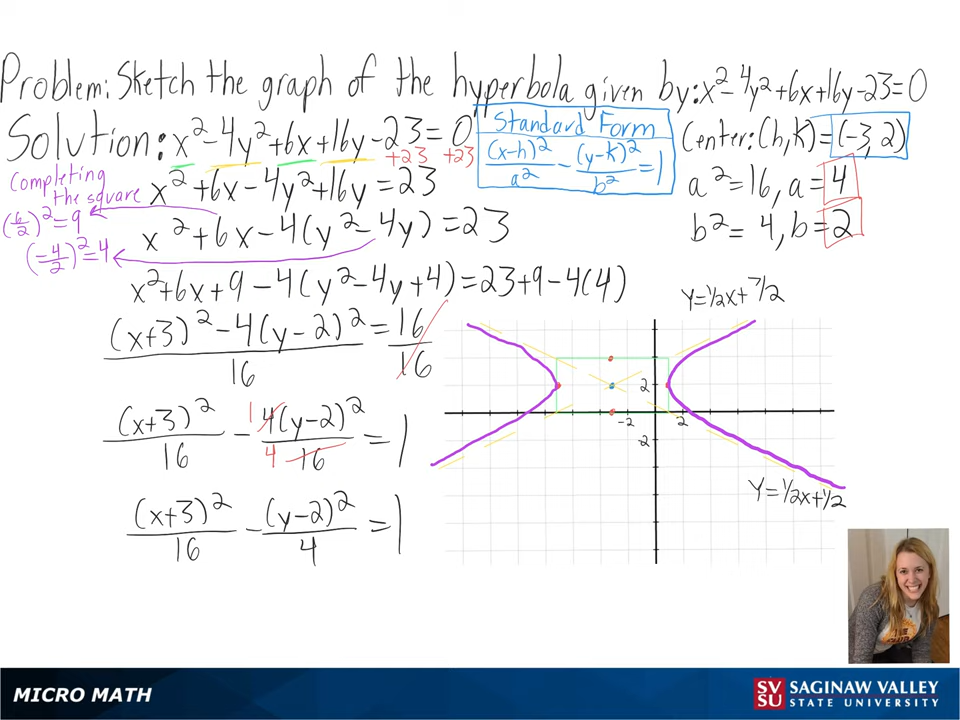 Problem: Sketch the graph of the hyperbola given by: x²-4y²+6x+16y-23=0
Solution: x²-4y²+6x+16y-23=0
+23 +23
Standard Form
(x-h)²/a² - (y-k)²/b² = 1
Center: (h,k)=(-3,2)
a²=16, a=4
b²=4, b=2
x²+6x-4y²+16y=23
Completing
the square
(6/2)²=9
(-4/2)²=4
x²+6x-4(y²-4y)=23
x²+6x+9-4(y²-4y+4)=23+9-4(4)
(x+3)²-4(y-2)²/16 = 16/16
(x+3)²/16 - 4(y-2)²/16 = 1
1
4
(x+3)²/16 - (y-2)²/4 = 1
Y=1/2x+7/2
2
-2 2
2
Y=1/2x+1/2
MICRO MATH
SV
SU
SAGINAW VALLEY
STATE UNIVERSITY